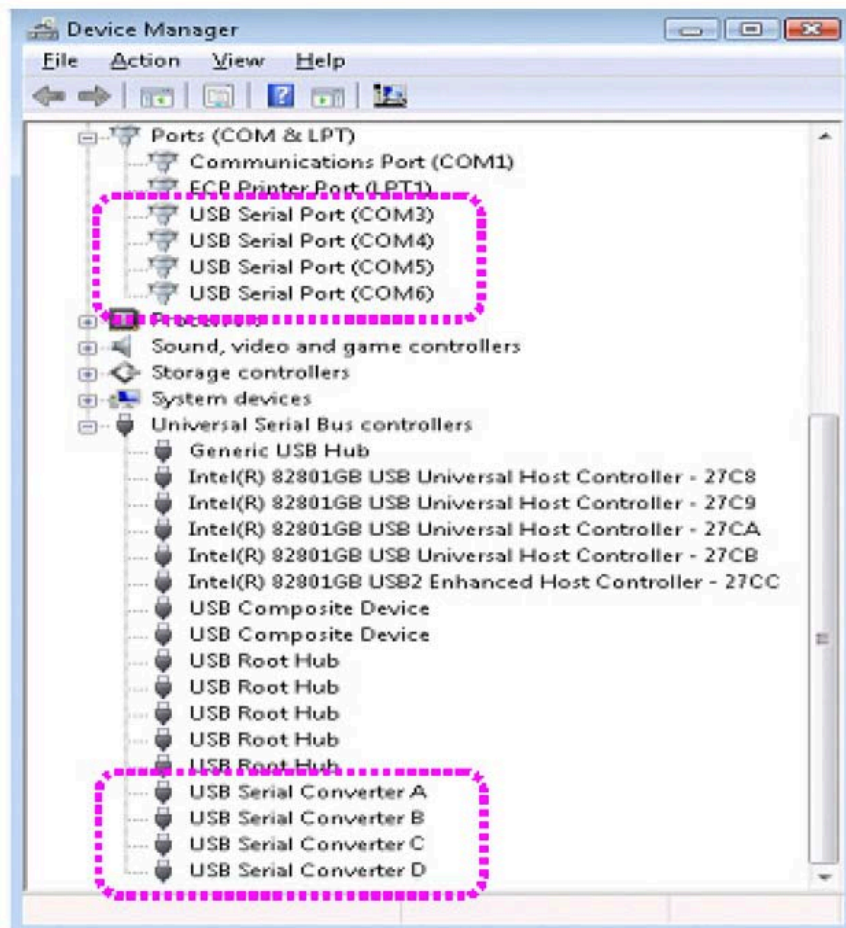 Device Manager
File Action View Help
Ports (COM & LPT)
Communications Port (COM1)
ECP Printer Port (LPT1)
USB Serial Port (COM3)
USB Serial Port (COM4)
USB Serial Port (COM5)
USB Serial Port (COM6)
Processors
Sound, video and game controllers
Storage controllers
System devices
Universal Serial Bus controllers
Generic USB Hub
Intel(R) 82801GB USB Universal Host Controller - 27C8
Intel(R) 82801GB USB Universal Host Controller - 27C9
Intel(R) 82801GB USB Universal Host Controller - 27CA
Intel(R) 82801GB USB Universal Host Controller - 27CB
Intel(R) 82801GB USB2 Enhanced Host Controller - 27CC
USB Composite Device
USB Composite Device
USB Root Hub
USB Root Hub
USB Root Hub
USB Root Hub
USB Root Hub
USB Serial Converter A
USB Serial Converter B
USB Serial Converter C
USB Serial Converter D